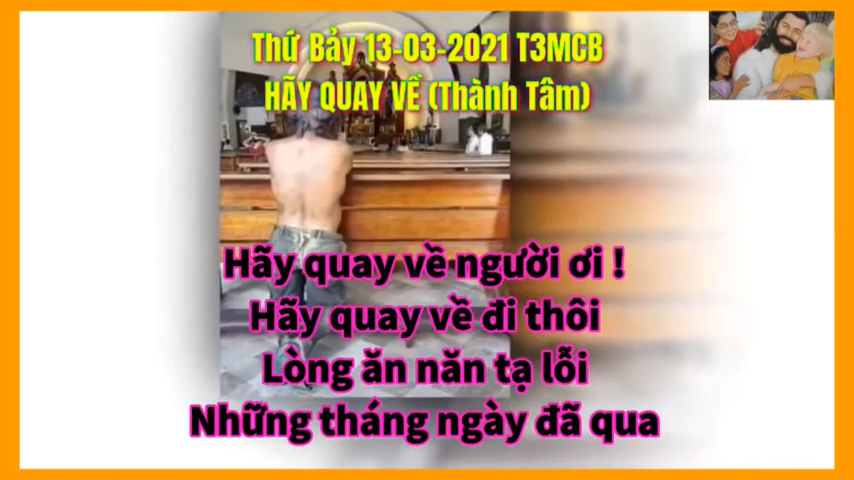 Thứ Bảy 13-03-2021 T3MCB
HÃY QUAY VỀ (Thành Tâm)
Hãy quay về người ơi !
Hãy quay về đi thôi
Lòng ăn năn tạ lỗi
Những tháng ngày đã qua